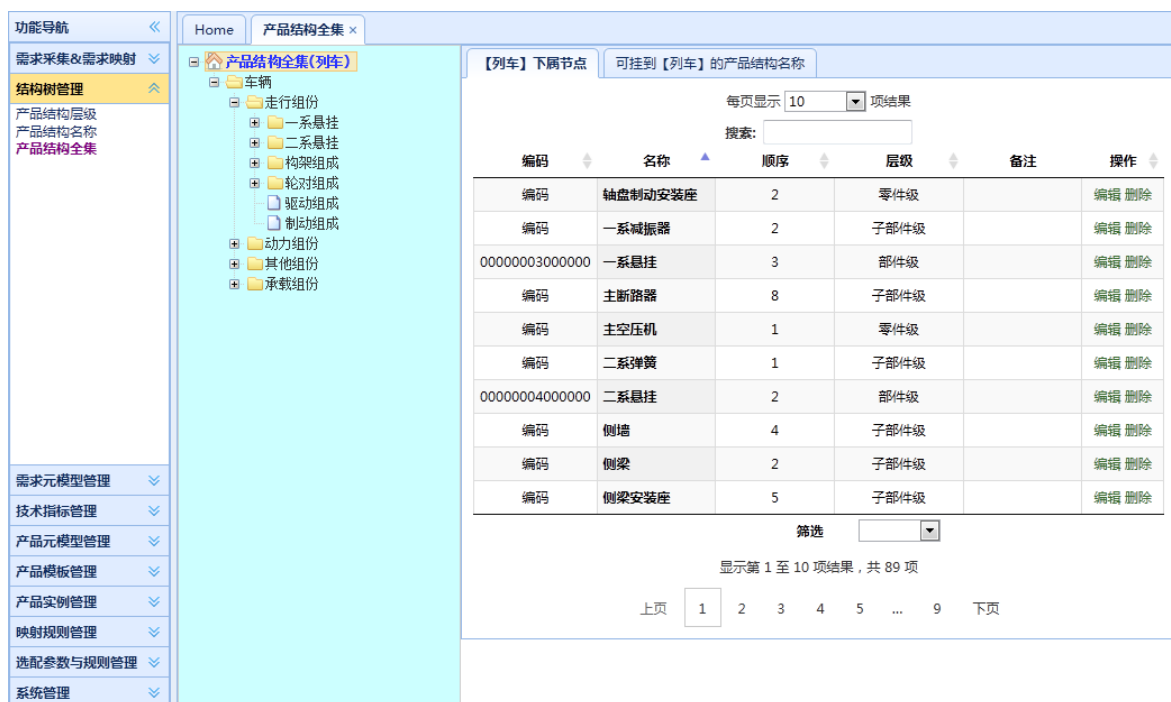 功能导航
需求采集&需求映射
结构树管理
产品结构层级
产品结构名称
产品结构全集
需求元模型管理
技术指标管理
产品元模型管理
产品模板管理
产品实例管理
映射规则管理
选配参数与规则管理
系统管理
Home 产品结构全集 ×
产品结构全集(列车)
车辆
走行组份
一系悬挂
二系悬挂
构架组成
轮对组成
驱动组成
制动组成
动力组份
其他组份
承载组份
【列车】下属节点 可挂到【列车】的产品结构名称
每页显示 10 项结果
搜索:
编码 名称 顺序 层级 备注 操作
编码 轴盘制动安装座 2 零件级 编辑 删除
编码 一系减振器 2 子部件级 编辑 删除
00000003000000 一系悬挂 3 部件级 编辑 删除
编码 主断路器 8 子部件级 编辑 删除
编码 主空压机 1 零件级 编辑 删除
编码 二系弹簧 1 子部件级 编辑 删除
00000004000000 二系悬挂 2 部件级 编辑 删除
编码 侧墙 4 子部件级 编辑 删除
编码 侧梁 2 子部件级 编辑 删除
编码 侧梁安装座 5 子部件级 编辑 删除
筛选
显示第 1 至 10 项结果，共 89 项
上页 1 2 3 4 5 ... 9 下页